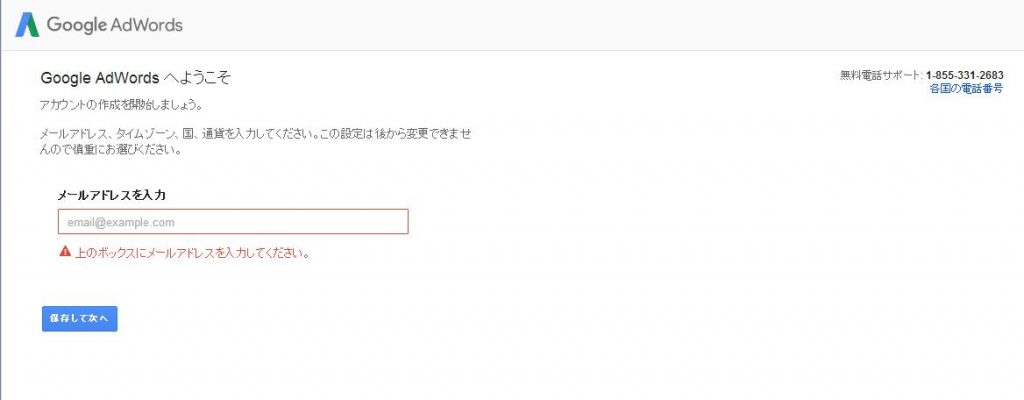 Google AdWords
Google AdWords へようこそ
無料電話サポート: 1-855-331-2683
各国の電話番号
アカウントの作成を開始しましょう。
メールアドレス、タイムゾーン、国、通貨を入力してください。この設定は後から変更できませ
んので慎重にお選びください。
メールアドレスを入力
email@example.com
上のボックスにメールアドレスを入力してください。
保存して次へ